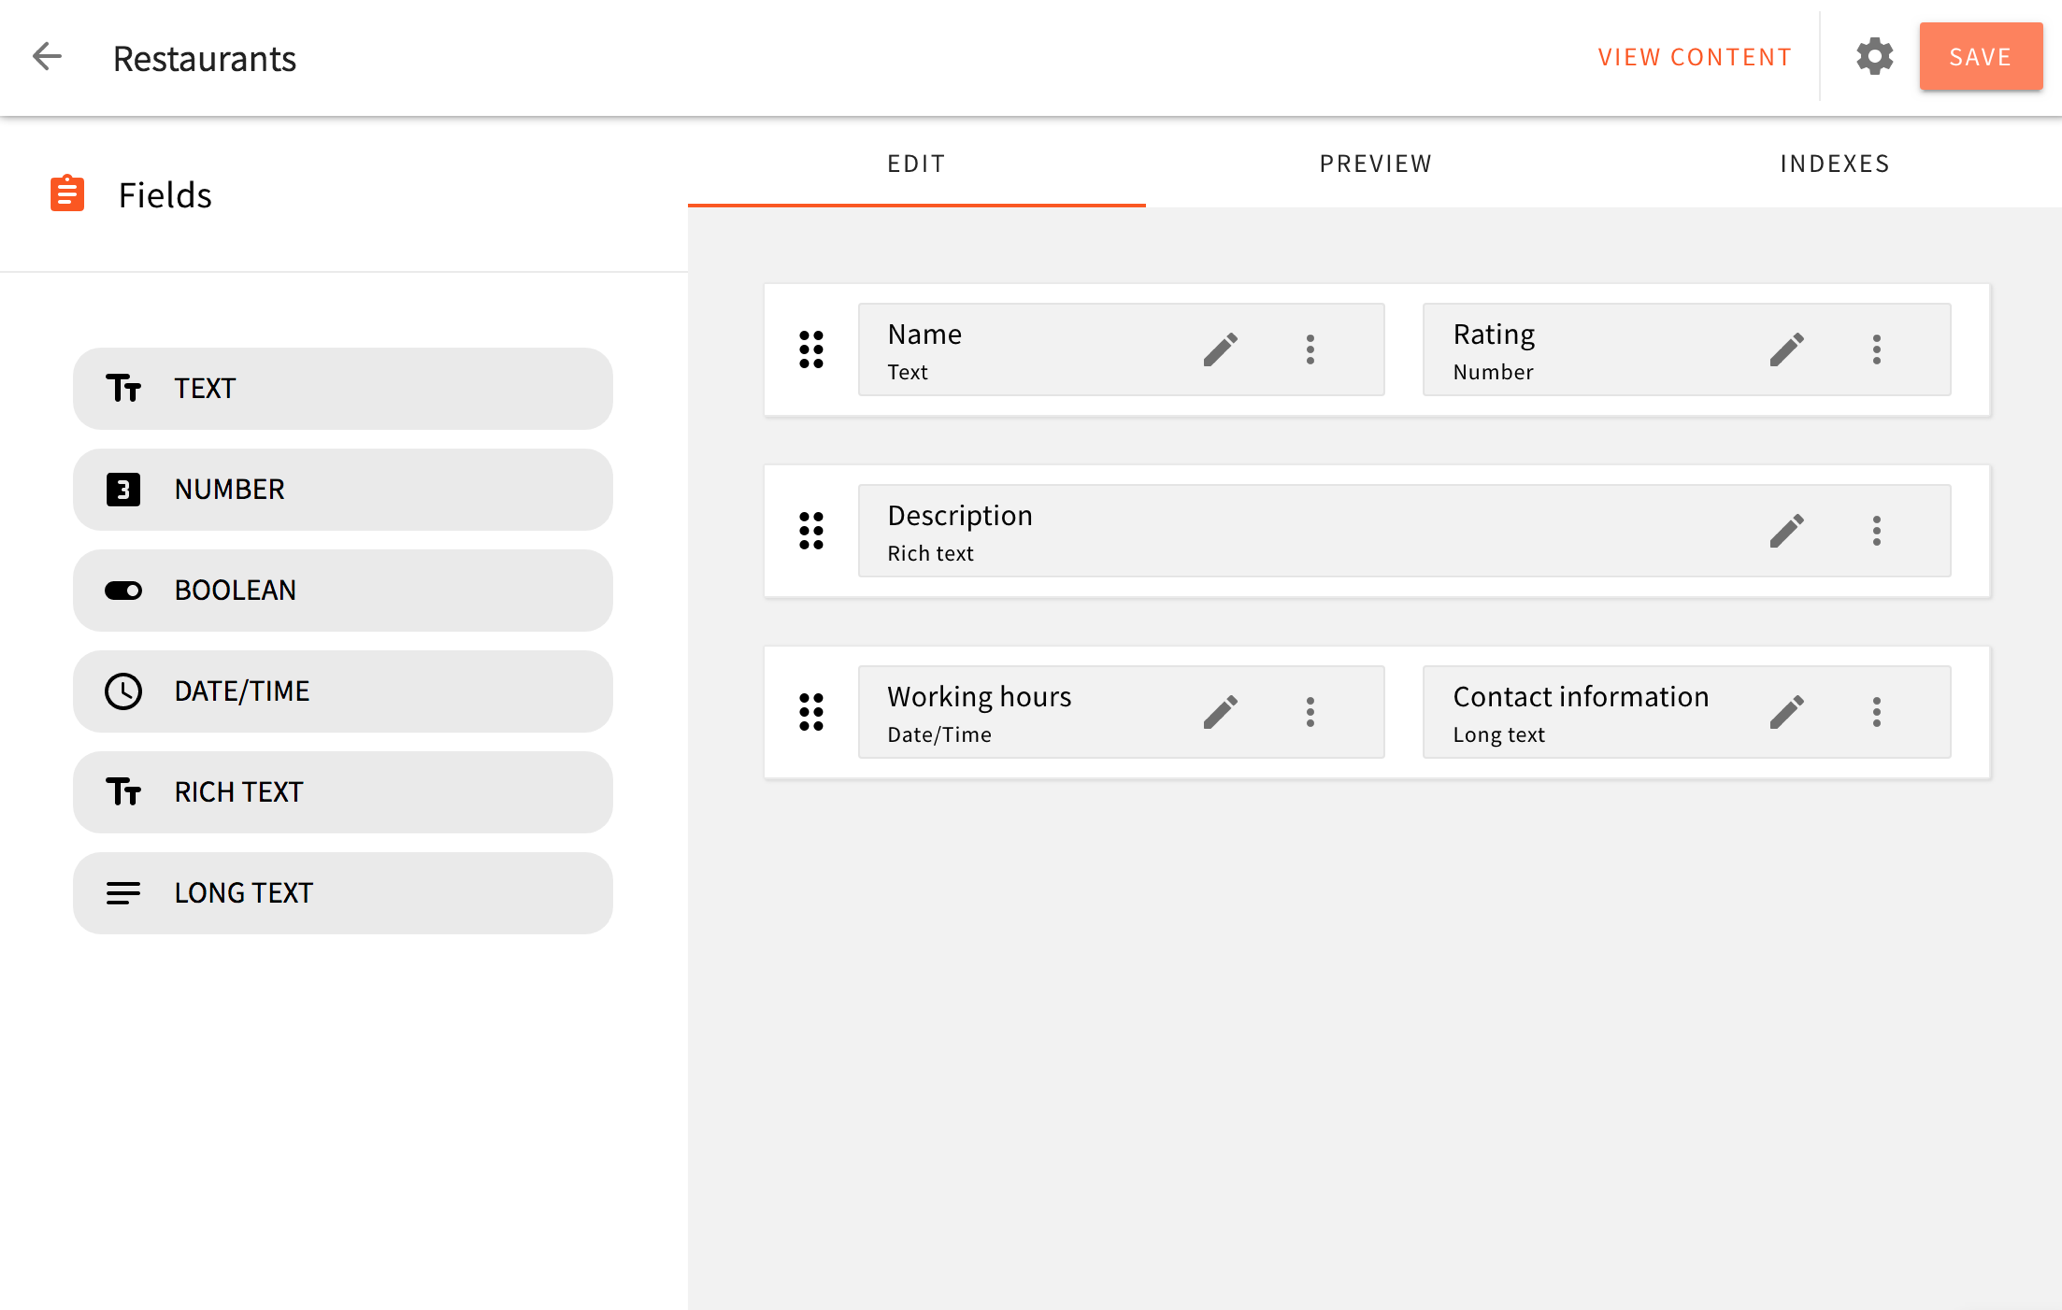 Restaurants
VIEW CONTENT
SAVE
Fields
EDIT
PREVIEW
INDEXES
TEXT
3 NUMBER
BOOLEAN
DATE/TIME
RICH TEXT
LONG TEXT
Name
Text
Rating
Number
Description
Rich text
Working hours
Date/Time
Contact information
Long text